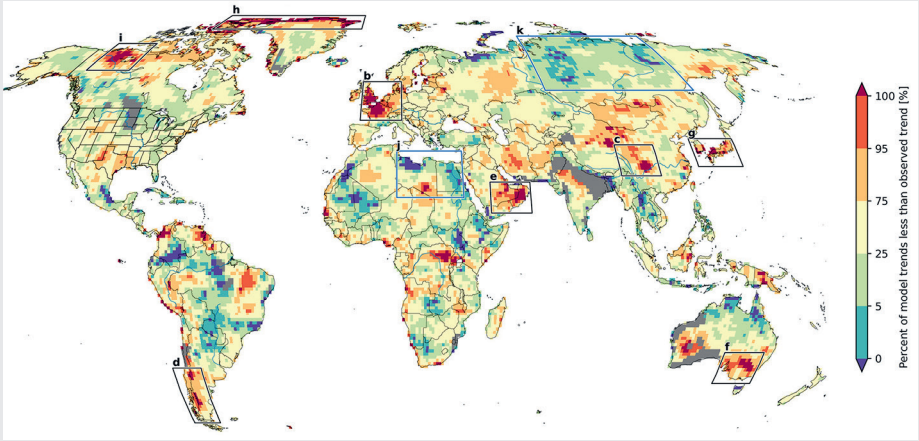 h
i
k
b
g
c
j
e
f
d
100
95
75
25
5
0
Percent of model trends less than observed trend [%]